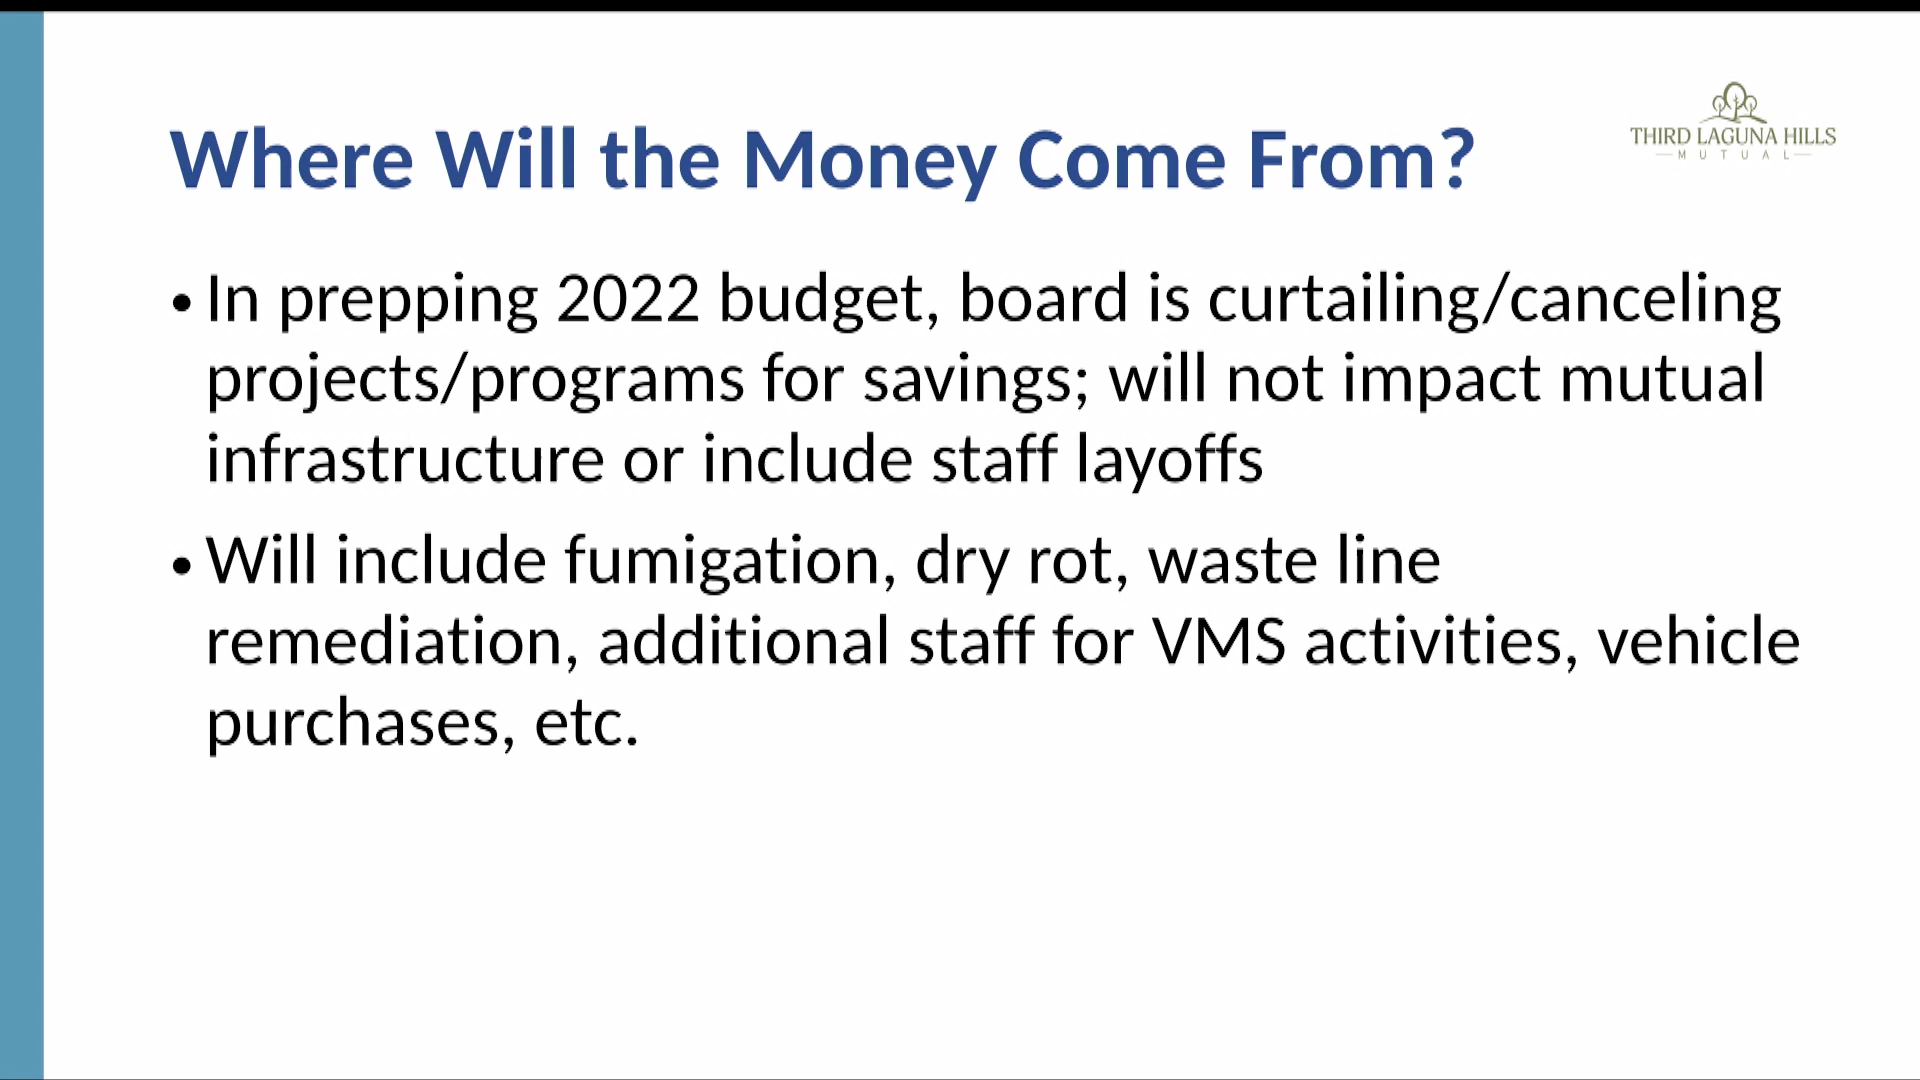 Where Will the Money Come From?
THIRD LAGUNA HILLS
MUTUAL
• In prepping 2022 budget, board is curtailing/canceling
projects/programs for savings; will not impact mutual
infrastructure or include staff layoffs
• Will include fumigation, dry rot, waste line
remediation, additional staff for VMS activities, vehicle
purchases, etc.